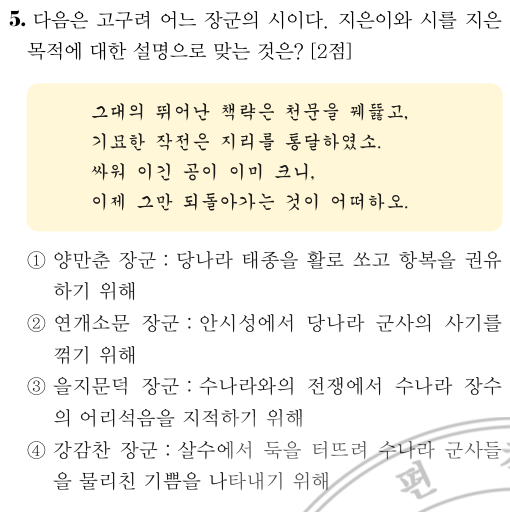 5. 다음은 고구려 어느 장군의 시이다. 지은이와 시를 지은
목적에 대한 설명으로 맞는 것은? [2점]
그대의 뛰어난 책략은 천문을 꿰뚫고,
기묘한 작전은 지리를 통달하였소.
싸워 이긴 공이 이미 크니,
이제 그만 되돌아가는 것이 어떠하오.
① 양만춘 장군 : 당나라 태종을 활로 쏘고 항복을 권유
하기 위해
② 연개소문 장군 : 안시성에서 당나라 군사의 사기를
꺾기 위해
③ 을지문덕 장군 : 수나라와의 전쟁에서 수나라 장수
의 어리석음을 지적하기 위해
④ 강감찬 장군 : 살수에서 둑을 터뜨려 수나라 군사들
을 물리친 기쁨을 나타내기 위해
편